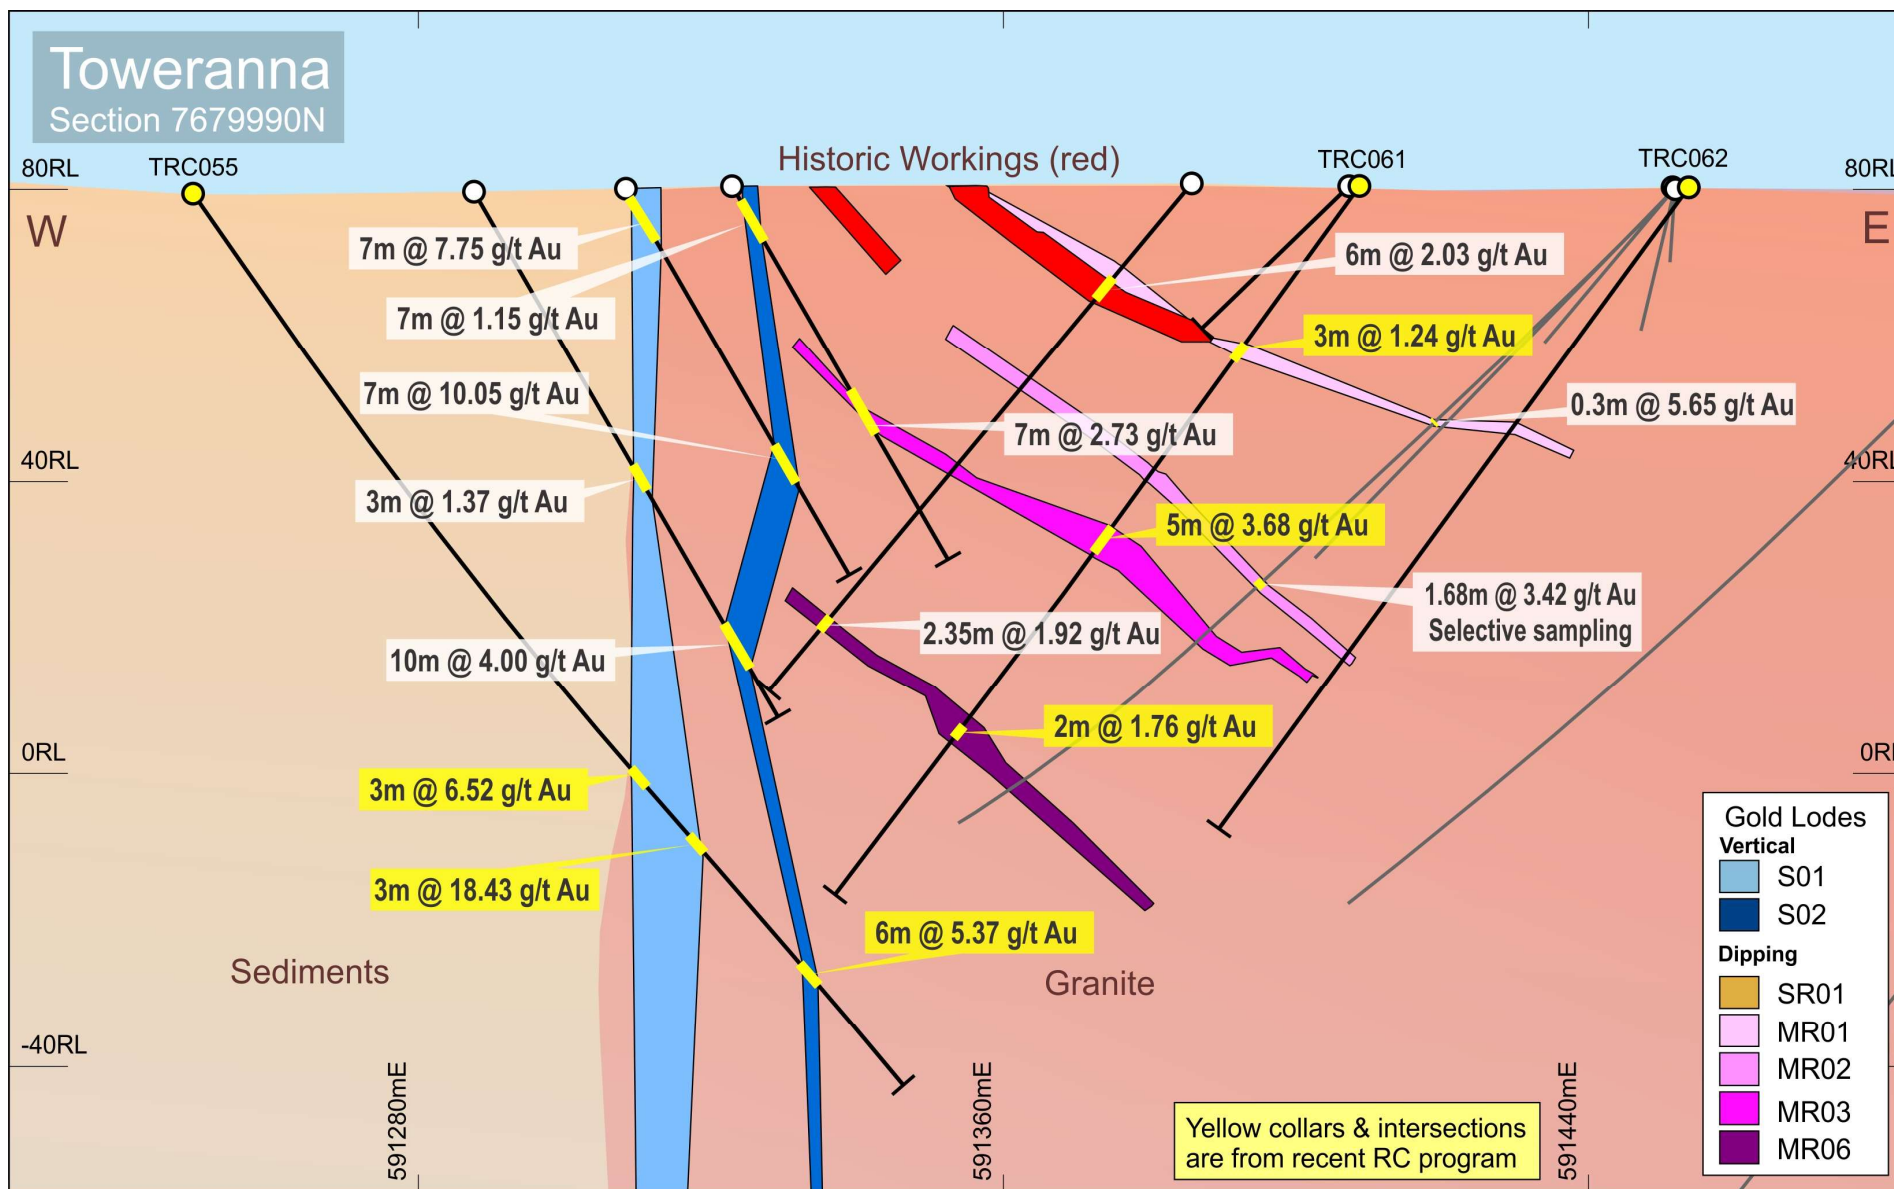 Toweranna
Section 7679990N
Historic Workings (red)
TRC055
TRC061
TRC062
80RL
80RL
W
E
7m @ 7.75 g/t Au
6m @ 2.03 g/t Au
7m @ 1.15 g/t Au
3m @ 1.24 g/t Au
7m @ 10.05 g/t Au
0.3m @ 5.65 g/t Au
7m @ 2.73 g/t Au
40RL
40RL
3m @ 1.37 g/t Au
5m @ 3.68 g/t Au
1.68m @ 3.42 g/t Au
Selective sampling
2.35m @ 1.92 g/t Au
10m @ 4.00 g/t Au
2m @ 1.76 g/t Au
0RL
0RL
3m @ 6.52 g/t Au
3m @ 18.43 g/t Au
6m @ 5.37 g/t Au
Sediments
Granite
-40RL
591280mE
591360mE
591440mE
Yellow collars & intersections
are from recent RC program
Gold Lodes
Vertical
S01
S02
Dipping
SR01
MR01
MR02
MR03
MR06